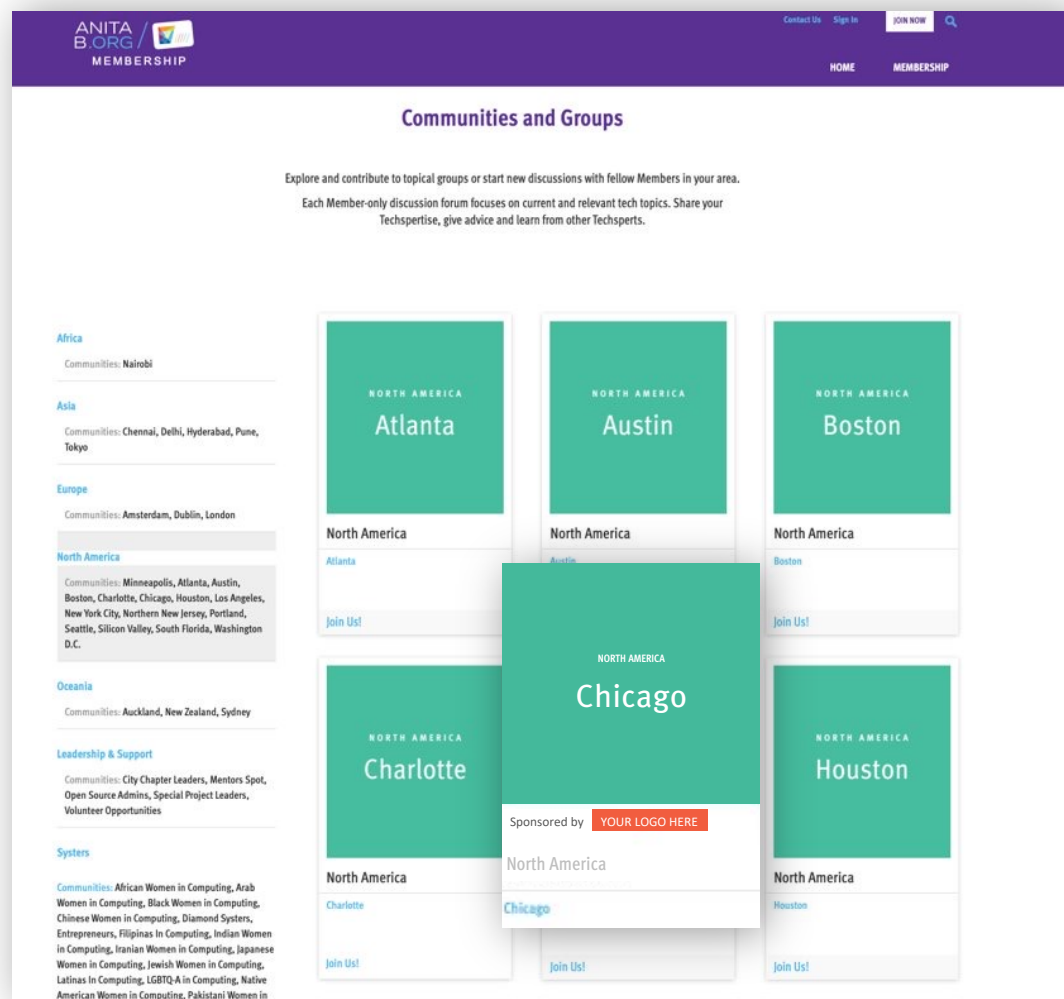 ANITA
B.ORG /
MEMBERSHIP
Contact Us Sign In JOIN NOW
HOME MEMBERSHIP
Communities and Groups
Explore and contribute to topical groups or start new discussions with fellow Members in your area.
Each Member-only discussion forum focuses on current and relevant tech topics. Share your
Techspertise, give advice and learn from other Techsperts.
Africa
Communities: Nairobi
Asia
Communities: Chennai, Delhi, Hyderabad, Pune,
Tokyo
Europe
Communities: Amsterdam, Dublin, London
North America
Communities: Minneapolis, Atlanta, Austin,
Boston, Charlotte, Chicago, Houston, Los Angeles,
New York City, Northern New Jersey, Portland,
Seattle, Silicon Valley, South Florida, Washington
D.C.
Oceania
Communities: Auckland, New Zealand, Sydney
Leadership & Support
Communities: City Chapter Leaders, Mentors Spot,
Open Source Admins, Special Project Leaders,
Volunteer Opportunities
Systers
Communities: African Women in Computing, Arab
Women in Computing, Black Women in Computing,
Chinese Women in Computing, Diamond Systers,
Entrepreneurs, Filipinas In Computing, Indian Women
in Computing, Iranian Women in Computing, Japanese
Women in Computing, Jewish Women in Computing,
Latinas In Computing, LGBTQ-A in Computing, Native
American Women in Computing, Pakistani Women in
NORTH AMERICA
Atlanta
North America
Atlanta
Join Us!
NORTH AMERICA
Austin
North America
Austin
NORTH AMERICA
Boston
North America
Boston
Join Us!
NORTH AMERICA
Charlotte
North America
Charlotte
Join Us!
NORTH AMERICA
Chicago
Sponsored by YOUR LOGO HERE
North America
Chicago
Join Us!
NORTH AMERICA
Houston
North America
Houston
Join Us!